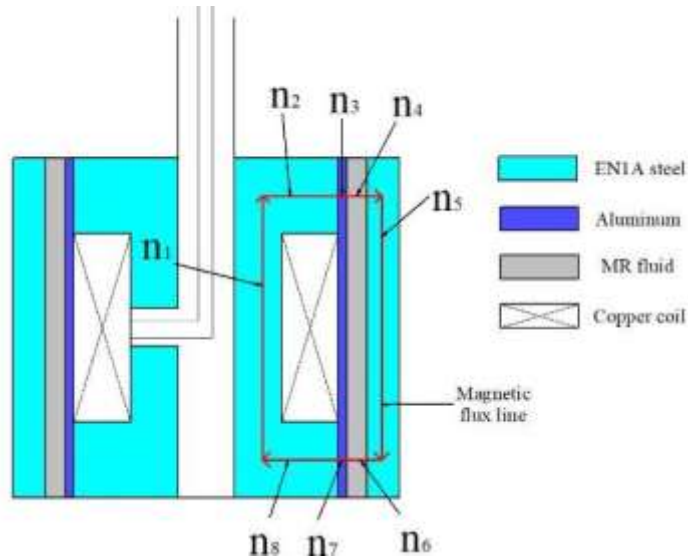 n2
n3
n4
n5
n1
EN1A steel
Aluminum
MR fluid
Copper coil
Magnetic
flux line
n8
n7
n6